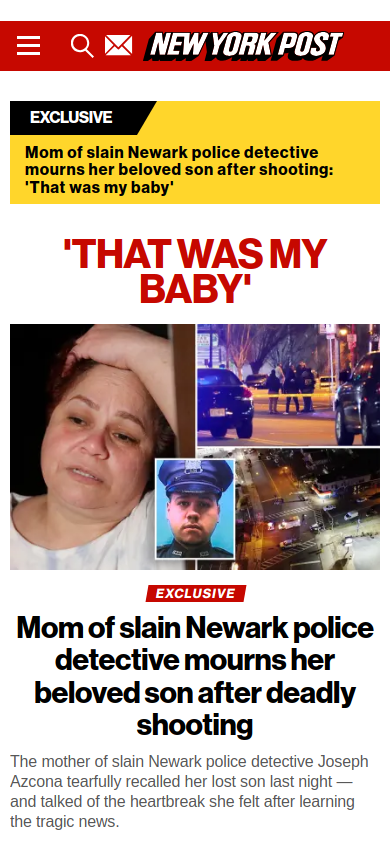 NEW YORK POST
EXCLUSIVE
Mom of slain Newark police detective
mourns her beloved son after shooting:
'That was my baby'
'THAT WAS MY
BABY'
EXCLUSIVE
Mom of slain Newark police
detective mourns her
beloved son after deadly
shooting
The mother of slain Newark police detective Joseph
Azcona tearfully recalled her lost son last night —
and talked of the heartbreak she felt after learning
the tragic news.